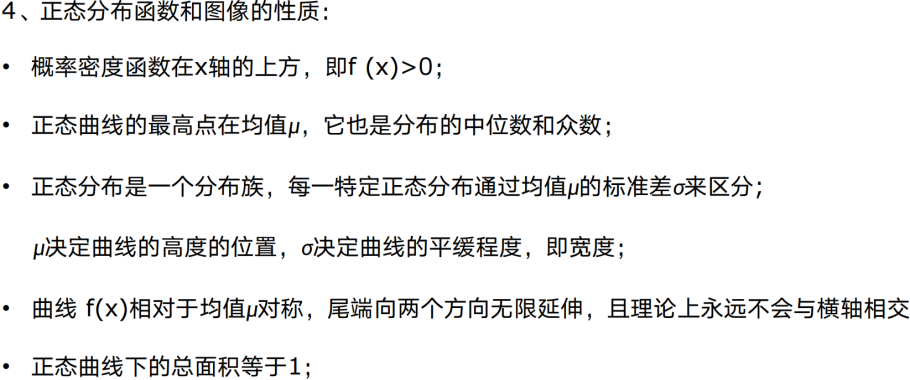 4、正态分布函数和图像的性质:
• 概率密度函数在x轴的上方，即f (x)>0；
• 正态曲线的最高点在均值μ，它也是分布的中位数和众数；
• 正态分布是一个分布族，每一特定正态分布通过均值μ的标准差σ来区分；
μ决定曲线的高度的位置，σ决定曲线的平缓程度，即宽度；
• 曲线 f(x)相对于均值μ对称，尾端向两个方向无限延伸，且理论上永远不会与横轴相交
• 正态曲线下的总面积等于1；